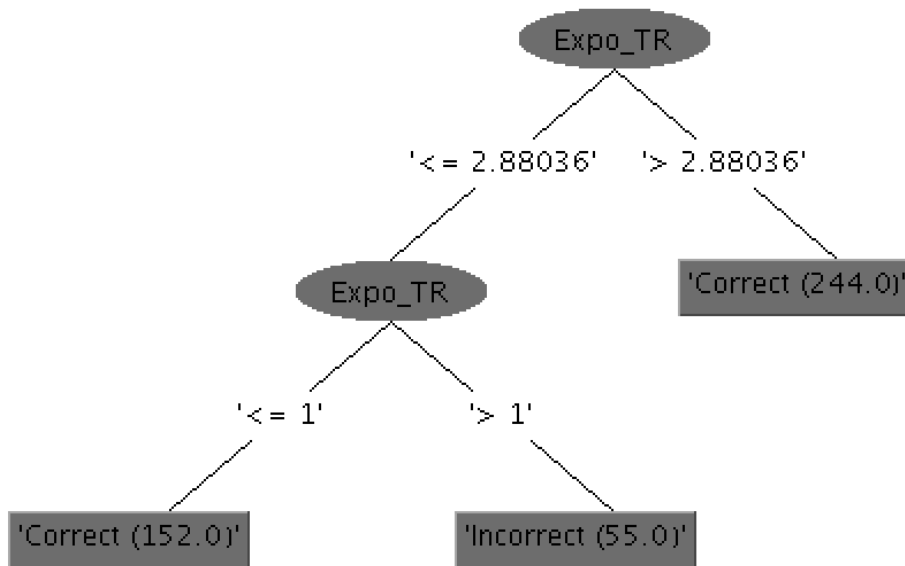 Expo_TR
'<= 2.88036' '> 2.88036'
Expo_TR
'Correct (244.0)'
'<= 1' '> 1'
'Correct (152.0)' 'Incorrect (55.0)'